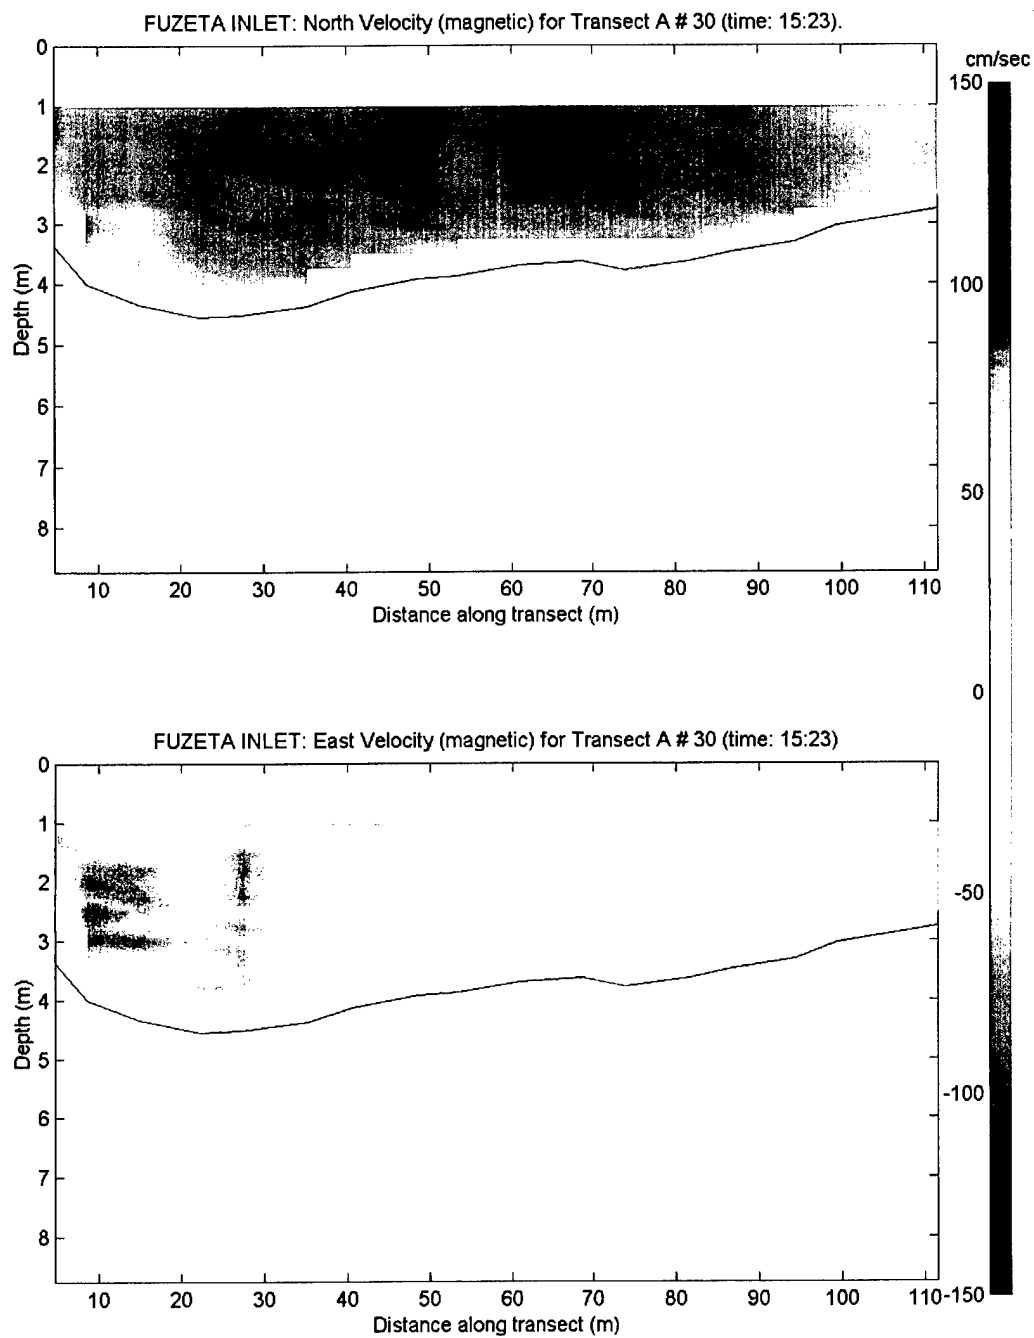 FUZETA INLET: North Velocity (magnetic) for Transect A # 30 (time: 15:23).
cm/sec
0
1
2
3
4
5
6
7
8
Depth (m)
10 20 30 40 50 60 70 80 90 100 110
Distance along transect (m)
150
100
50
0
-50
-100
-150
FUZETA INLET: East Velocity (magnetic) for Transect A # 30 (time: 15:23)
0
1
2
3
4
5
6
7
8
Depth (m)
10 20 30 40 50 60 70 80 90 100 110
Distance along transect (m)